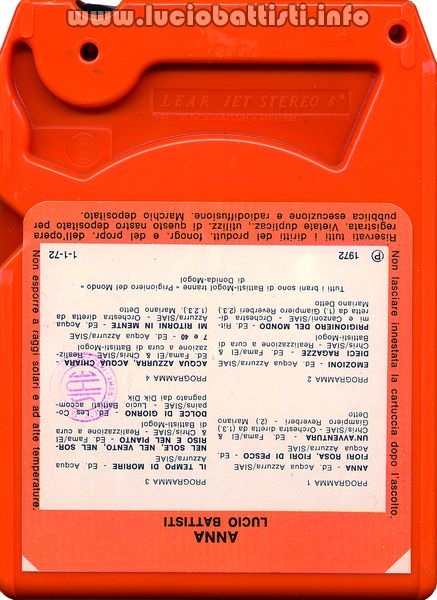 www.luciobattisti.info
LEAR JET STEREO 8
ANNA
LUCIO BATTISTI
PROGRAMMA 1
ANNA - Ed. Acqua Azzurra/SIAE
FIORI ROSA, FIORI DI PESCO
- Ed. Fama/El & Chris/SIAE
UN'AVVENTURA - Ed. Fama/El &
Chris/SIAE (Orchestra diretta da (1,3)
Giampiero Reverberi - (2) Mariano
Detto
PROGRAMMA 2
EMOZIONI - Ed. Acqua Azzurra/SIAE
DIECI RAGAZZE - Ed. Fama/El
& Chris/SIAE - Realizzazione a cura di
Battisti-Mogol
PRIGIONIERO DEL MONDO - Ed. Ritmi e Canzoni/SIAE - Orchestra diretta da (1.) Giampiero Reverberi (2,3)
Mariano Detto
PROGRAMMA 3
IL TEMPO DI MORIRE - Ed. Acqua
Azzurra/SIAE
NEL SOLE, NEL VENTO, NEL SORRISO E NEL PIANTO - Ed. Fama/El
& Chris/SIAE - Realizzazione a cura
di Battisti-Mogol
DOLCE DI GIORNO - Ed. Les Copains/SIAE - Lucio Battisti accompagnato dai Dik Dik
PROGRAMMA 4
ACQUA AZZURRA, ACQUA CHIARA
- Ed. Fama/El & Chris/SIAE - Realizzazione a cura di Battisti-Mogol
7 e 40 - Ed. Acqua Azzurra/SIAE
MI RITORNI IN MENTE - Ed. Acqua
Azzurra/SIAE - Orchestra diretta da
(1,2,3.) Mariano Detto
Tutti i brani sono di Battisti-Mogol tranne « Prigioniero del Mondo »
di Donida-Mogol
Ⓟ 1972
1-1-72
Riservati tutti i diritti del produtt. fonogr. e del propr. dell'opera
registrata. Vietate duplicaz., utilizz. di questo nastro per
pubblica esecuzione e radiodiffusione. Marchio depositato.
Non lasciare innestata la cartuccia dopo l'ascolto.
Non esporre a raggi solari e ad alte temperature.